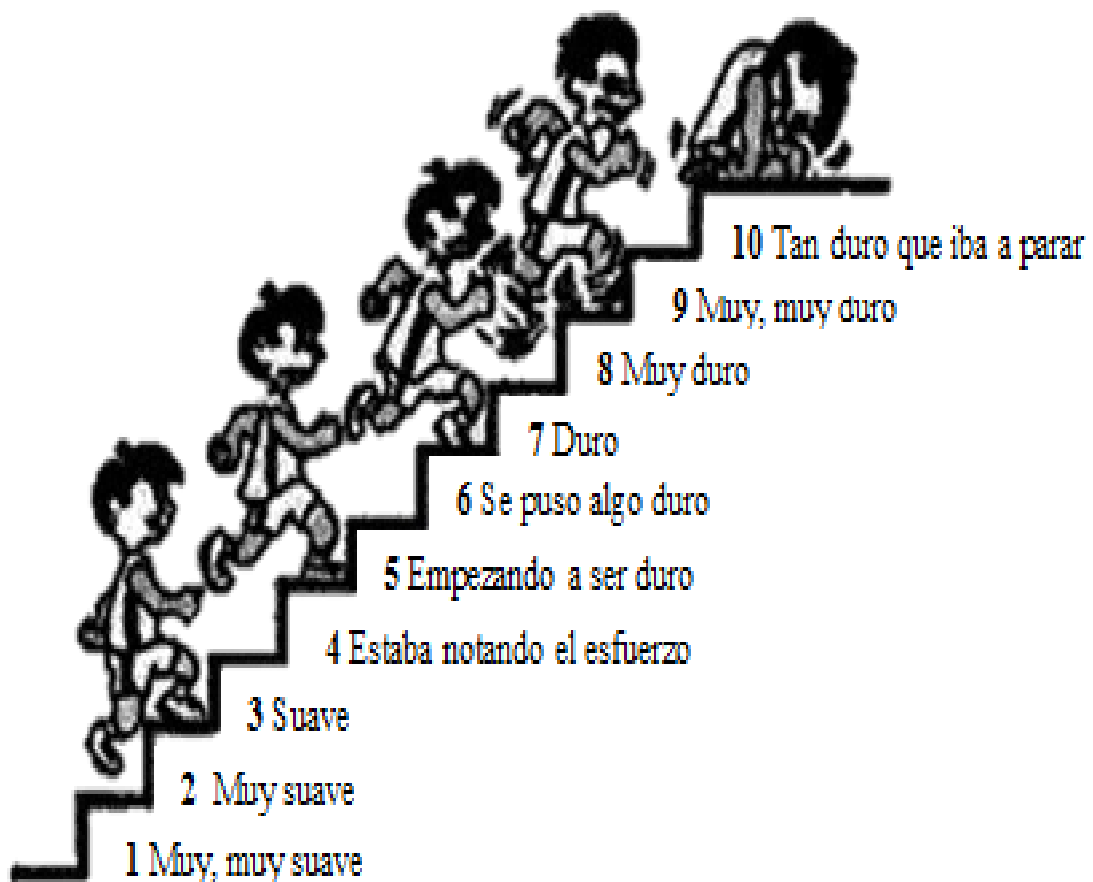 10 Tan duro que iba a parar
9 Muy, muy duro
8 Muy duro
7 Duro
6 Se puso algo duro
5 Empezando a ser duro
4 Estaba notando el esfuerzo
3 Suave
2 Muy suave
1 Muy, muy suave